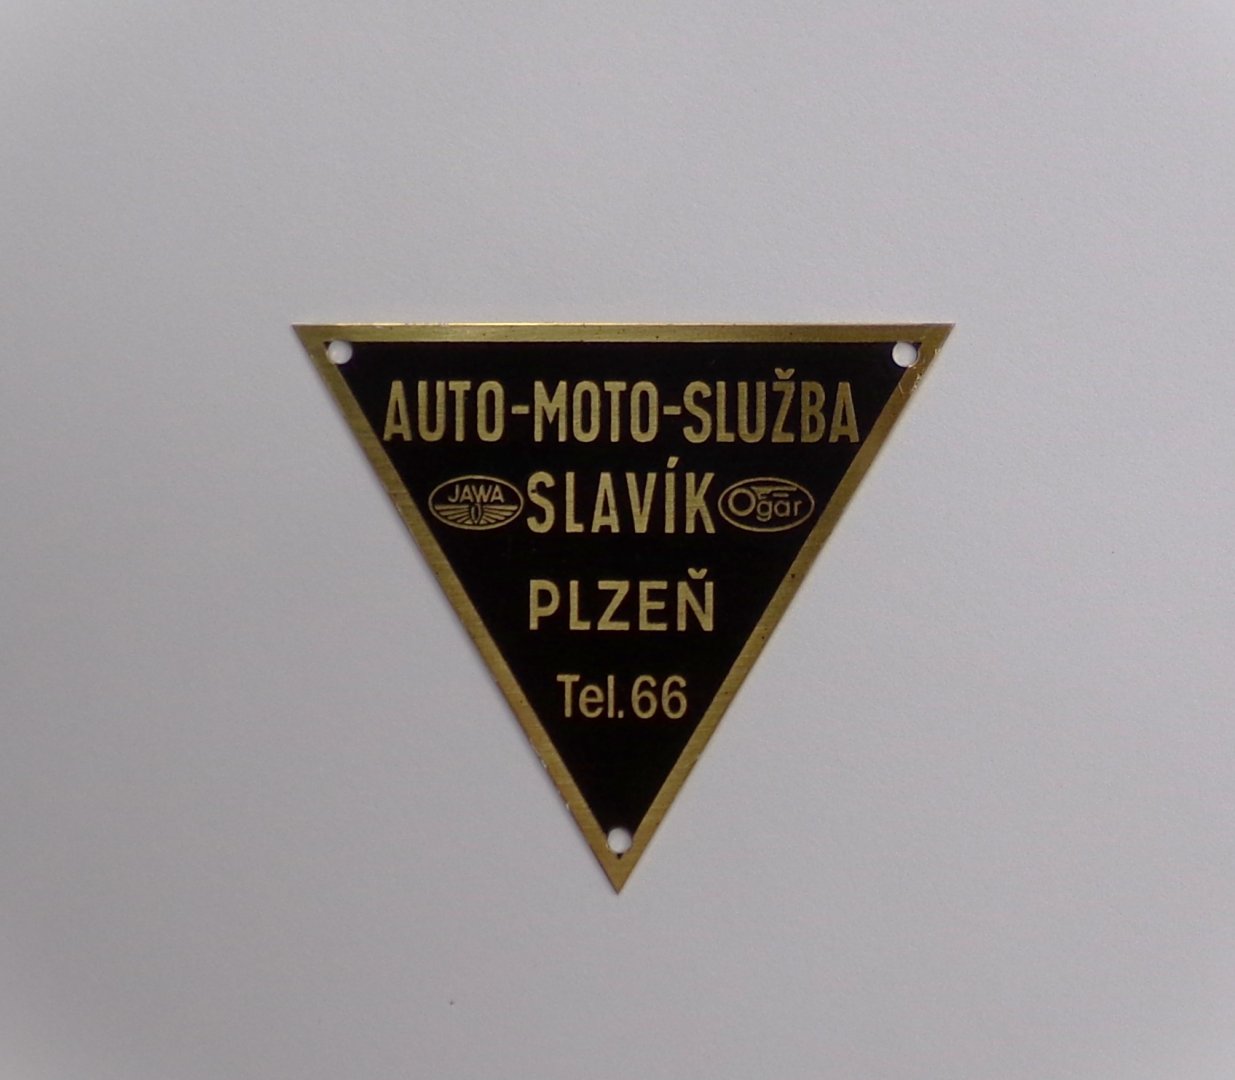 AUTO-MOTO-SLUŽBA
JAWA SLAVÍK Ogar
PLZEŇ
Tel. 66